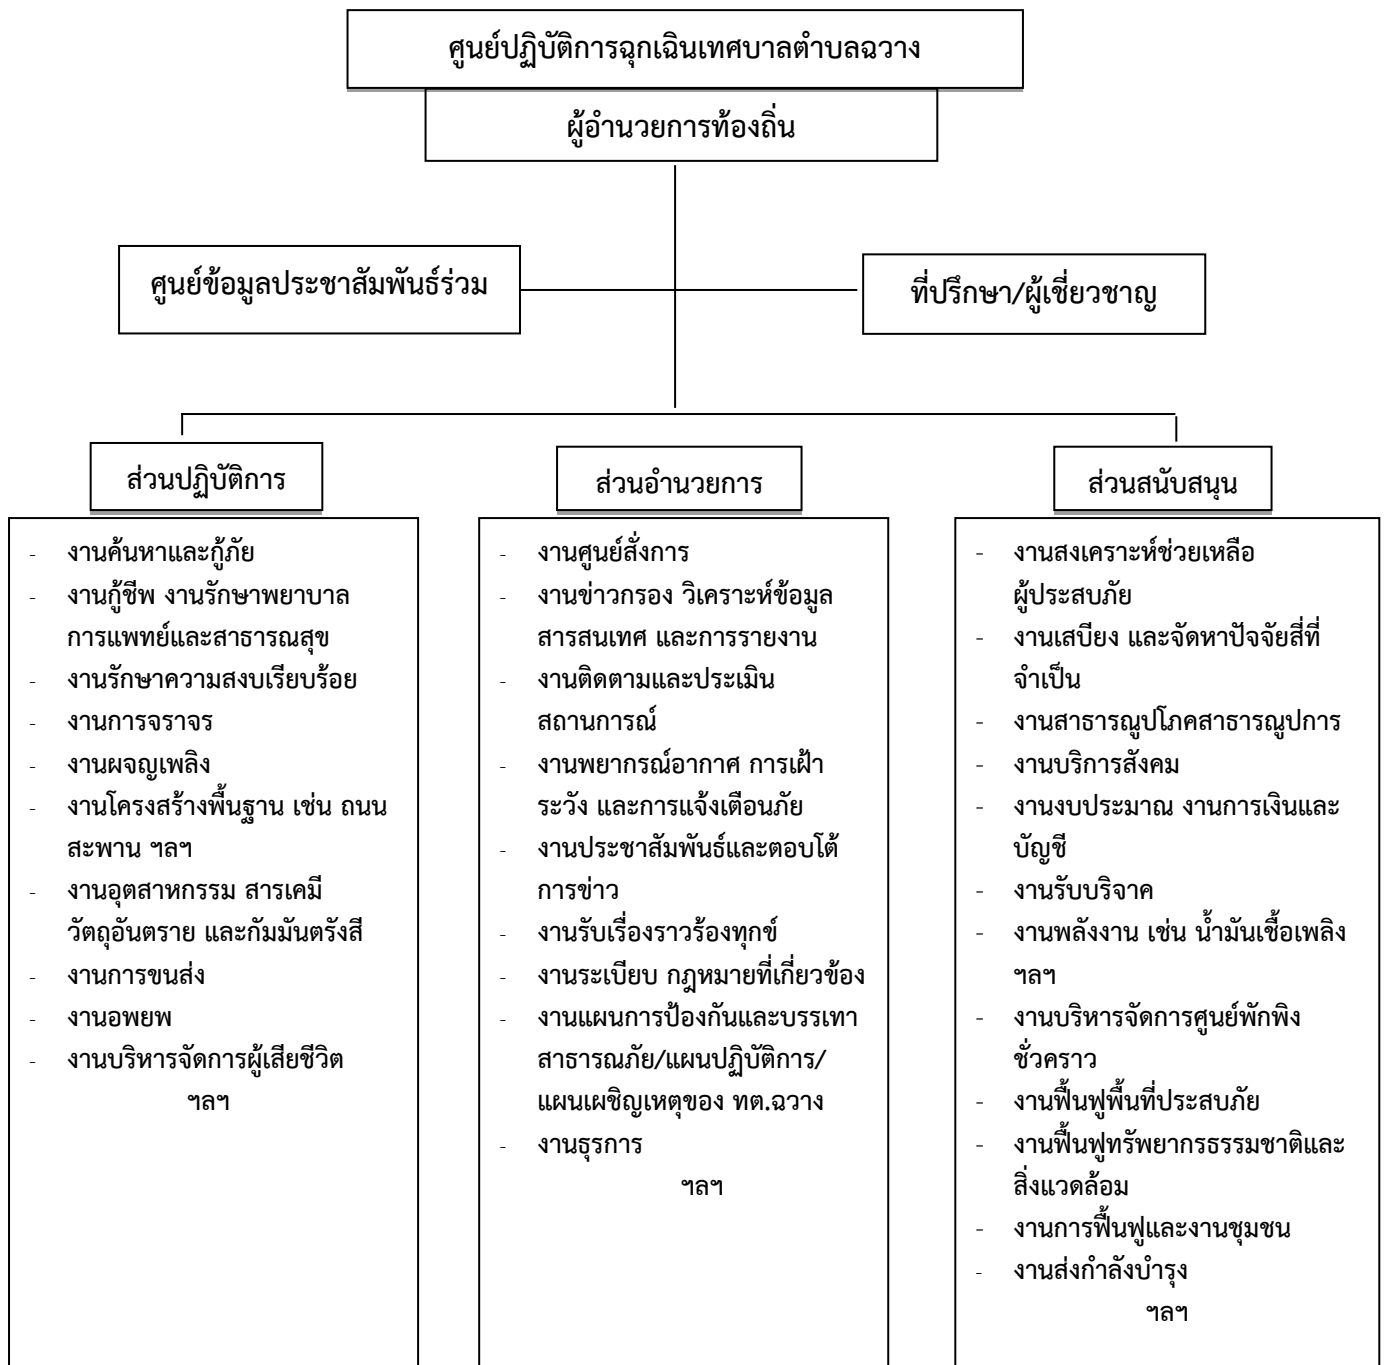 ศูนย์ปฏิบัติการฉุกเฉินเทศบาลตำบลฉวาง
ผู้อำนวยการท้องถิ่น
ศูนย์ข้อมูลประชาสัมพันธ์ร่วม
ที่ปรึกษา/ผู้เชี่ยวชาญ
ส่วนปฏิบัติการ
- งานค้นหาและกู้ภัย
- งานกู้ชีพ งานรักษาพยาบาล
การแพทย์และสาธารณสุข
- งานรักษาความสงบเรียบร้อย
- งานการจราจร
- งานผจญเพลิง
- งานโครงสร้างพื้นฐาน เช่น ถนน
สะพาน ฯลฯ
- งานอุตสาหกรรม สารเคมี
วัตถุอันตราย และกัมมันตรังสี
- งานการขนส่ง
- งานอพยพ
- งานบริหารจัดการผู้เสียชีวิต
ฯลฯ
ส่วนอำนวยการ
- งานศูนย์สั่งการ
- งานข่าวกรอง วิเคราะห์ข้อมูล
สารสนเทศ และการรายงาน
- งานติดตามและประเมิน
สถานการณ์
- งานพยากรณ์อากาศ การเฝ้า
ระวัง และการแจ้งเตือนภัย
- งานประชาสัมพันธ์และตอบโต้
การข่าว
- งานรับเรื่องราวร้องทุกข์
- งานระเบียบ กฎหมายที่เกี่ยวข้อง
- งานแผนการป้องกันและบรรเทา
สาธารณภัย/แผนปฏิบัติการ/
แผนเผชิญเหตุของ ทต.ฉวาง
- งานธุรการ
ฯลฯ
ส่วนสนับสนุน
- งานสงเคราะห์ช่วยเหลือ
ผู้ประสบภัย
- งานเสบียง และจัดหาปัจจัยสี่ที่
จำเป็น
- งานสาธารณูปโภคสาธารณูปการ
- งานบริการสังคม
- งานงบประมาณ งานการเงินและ
บัญชี
- งานรับบริจาค
- งานพลังงาน เช่น น้ำมันเชื้อเพลิง
ฯลฯ
- งานบริหารจัดการศูนย์พักพิง
ชั่วคราว
- งานฟื้นฟูพื้นที่ประสบภัย
- งานฟื้นฟูทรัพยากรธรรมชาติและ
สิ่งแวดล้อม
- งานการฟื้นฟูและงานชุมชน
- งานส่งกำลังบำรุง
ฯลฯ